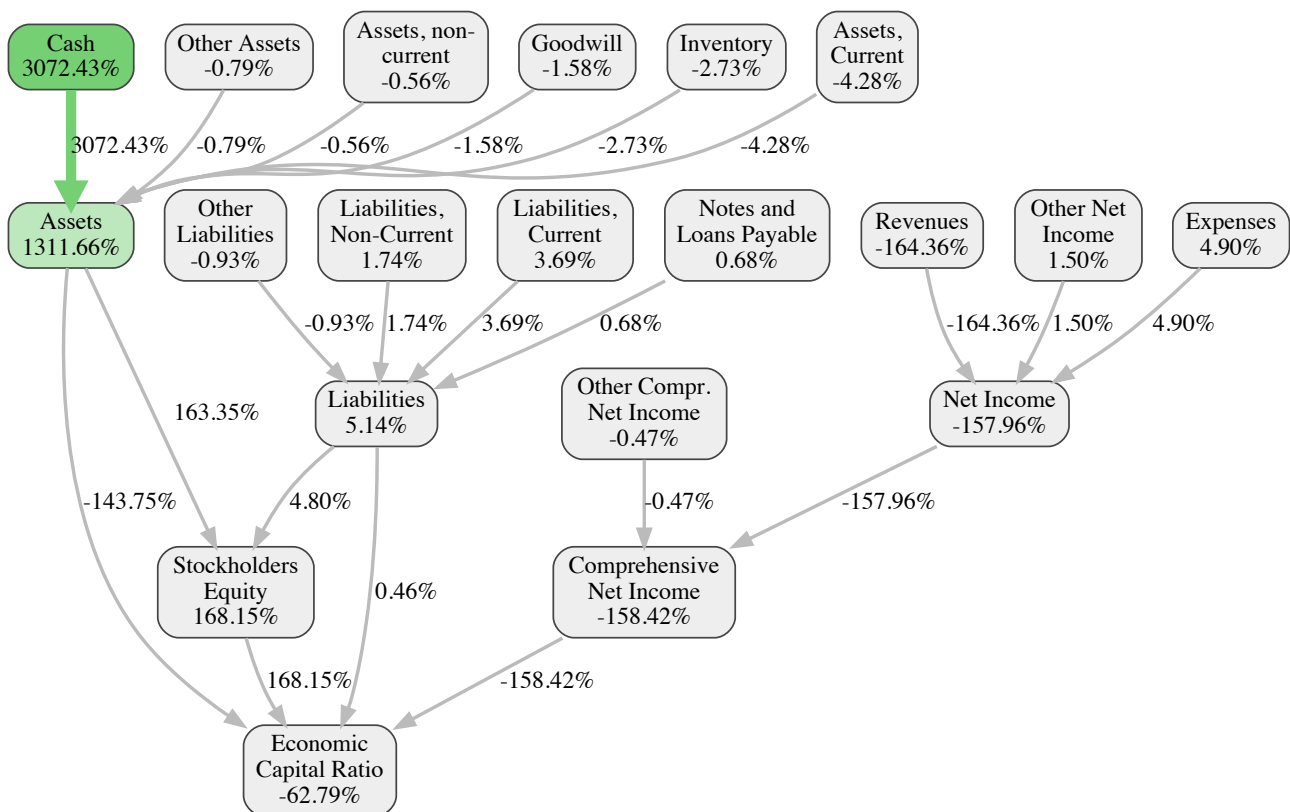 Cash
3072.43%
Other Assets
-0.79%
Assets, non-
current
-0.56%
Goodwill
-1.58%
Inventory
-2.73%
Assets,
Current
-4.28%
3072.43%
-0.79%
-0.56%
-1.58%
-2.73%
-4.28%
Assets
1311.66%
Other
Liabilities
-0.93%
Liabilities,
Non-Current
1.74%
Liabilities,
Current
3.69%
Notes and
Loans Payable
0.68%
Revenues
-164.36%
Other Net
Income
1.50%
Expenses
4.90%
-0.93%
1.74%
3.69%
0.68%
-164.36%
1.50%
4.90%
163.35%
Liabilities
5.14%
Other Compr.
Net Income
-0.47%
Net Income
-157.96%
-143.75%
4.80%
-0.47%
-157.96%
Stockholders
Equity
168.15%
0.46%
Comprehensive
Net Income
-158.42%
168.15%
-158.42%
Economic
Capital Ratio
-62.79%